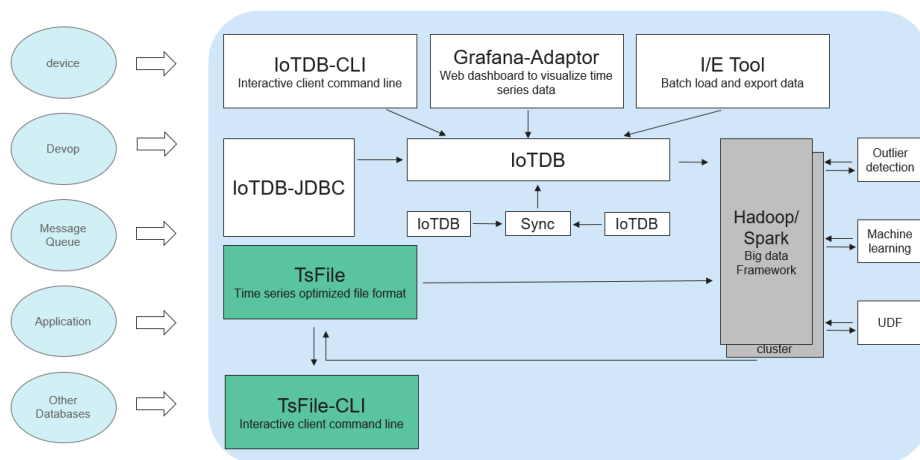 device
Devop
Message
Queue
Application
Other
Databases
IoTDB-CLI
Interactive client command line
Grafana-Adaptor
Web dashboard to visualize time
series data
I/E Tool
Batch load and export data
IoTDB-JDBC
IoTDB
IoTDB
Sync
IoTDB
TsFile
Time series optimized file format
TsFile-CLI
Interactive client command line
Hadoop/
Spark
Big data
Framework
cluster
Outlier
detection
Machine
learning
UDF